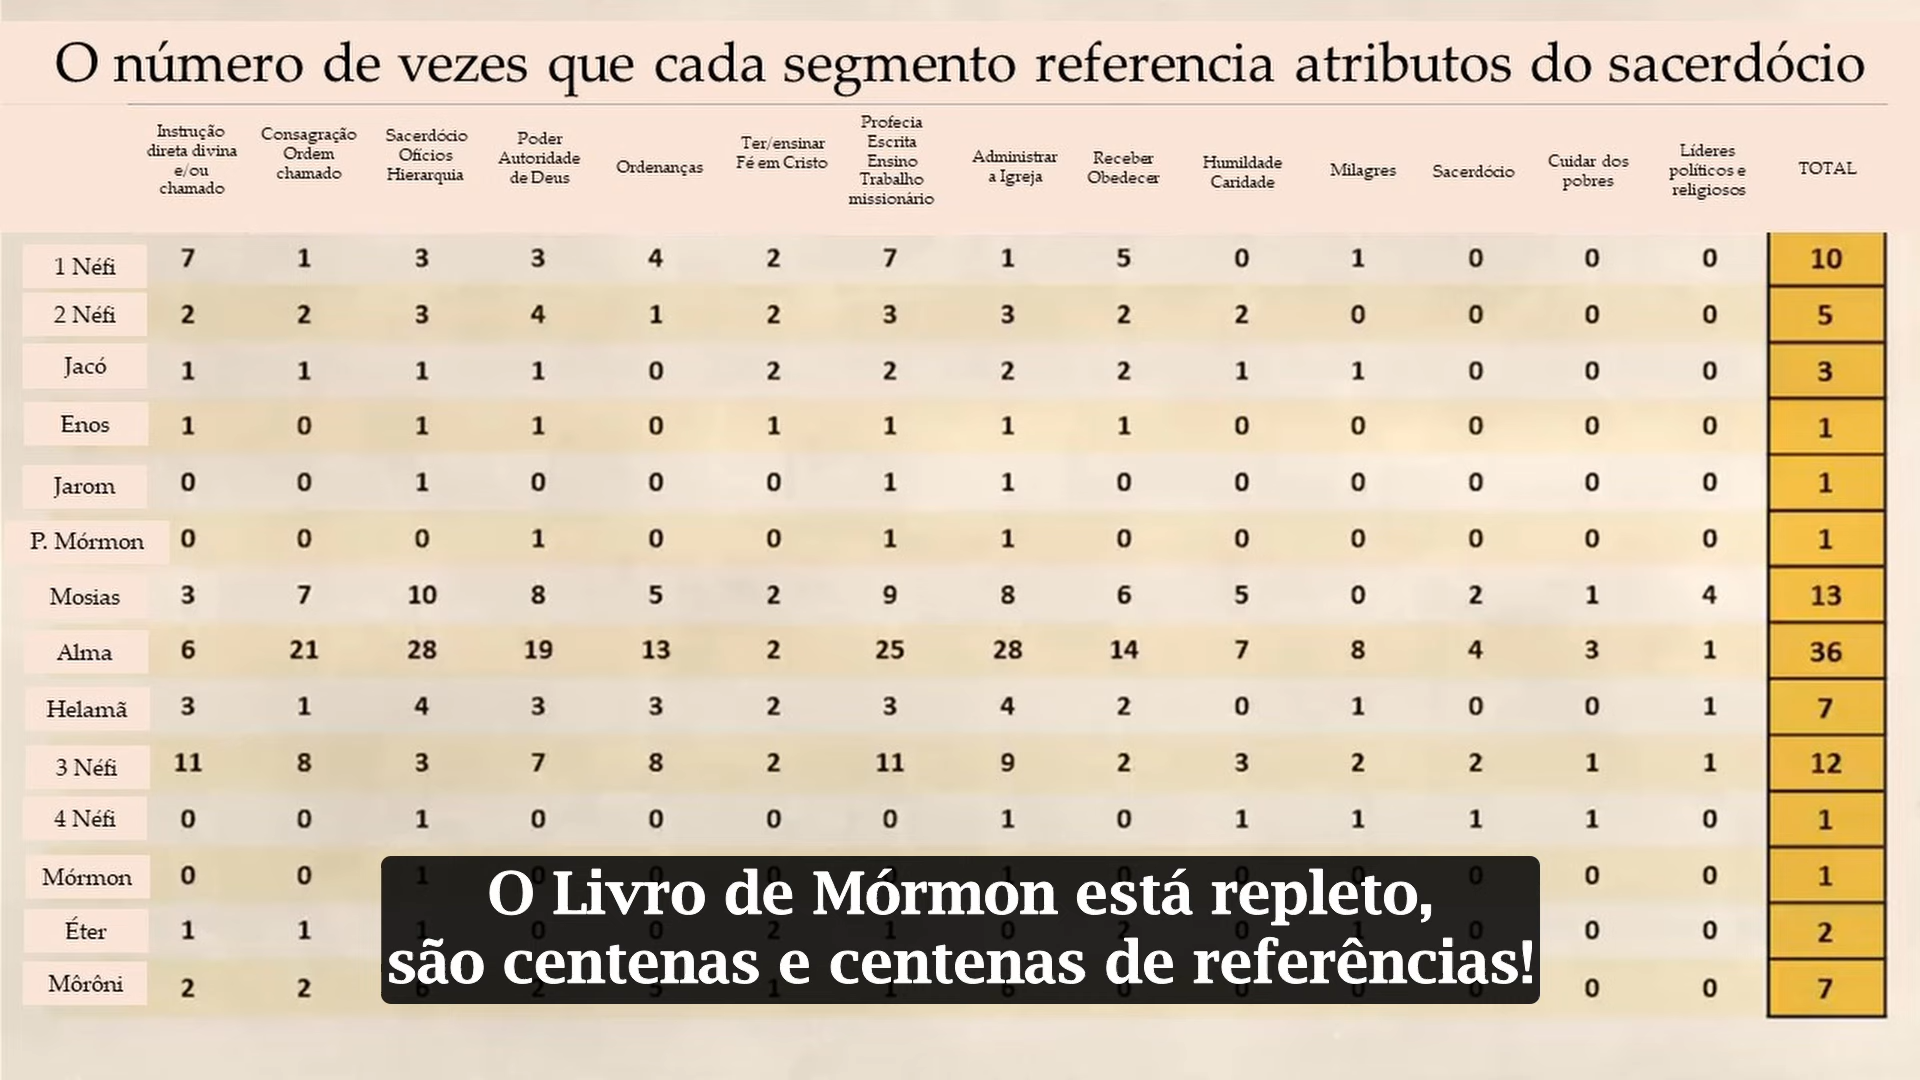 O número de vezes que cada segmento referencia atributos do sacerdócio
Instrução direta divina e/ou chamado | Consagração Ordem chamado | Sacerdócio Ofícios Hierarquia | Poder Autoridade de Deus | Ordenanças | Ter/ensinar Fé em Cristo | Profecia Escrita Ensino Trabalho missionário | Administrar a Igreja | Receber Obedecer | Humildade Caridade | Milagres | Sacerdócio | Cuidar dos pobres | Líderes políticos e religiosos | TOTAL
1 Néfi 7 1 3 3 4 2 7 1 5 0 1 0 0 0 10
2 Néfi 2 2 3 4 1 2 3 3 2 2 0 0 0 0 5
Jacó 1 1 1 1 0 2 2 2 2 1 1 0 0 0 3
Enos 1 0 1 1 0 1 1 1 1 0 0 0 0 0 1
Jarom 0 0 1 0 0 0 1 1 0 0 0 0 0 0 1
P. Mórmon 0 0 0 1 0 0 1 1 0 0 0 0 0 0 1
Mosias 3 7 10 8 5 2 9 8 6 5 0 2 1 4 13
Alma 6 21 28 19 13 2 25 28 14 7 8 4 3 1 36
Helamã 3 1 4 3 3 2 3 4 2 0 1 0 0 1 7
3 Néfi 11 8 3 7 8 2 11 9 2 3 2 2 1 1 12
4 Néfi 0 0 1 0 0 0 0 1 0 1 1 1 1 0 1
Mórmon 0 0 0 0 1
Éter 1 1 0 0 2
Môrôni 2 2 0 0 7
O Livro de Mórmon está repleto,
são centenas e centenas de referências!